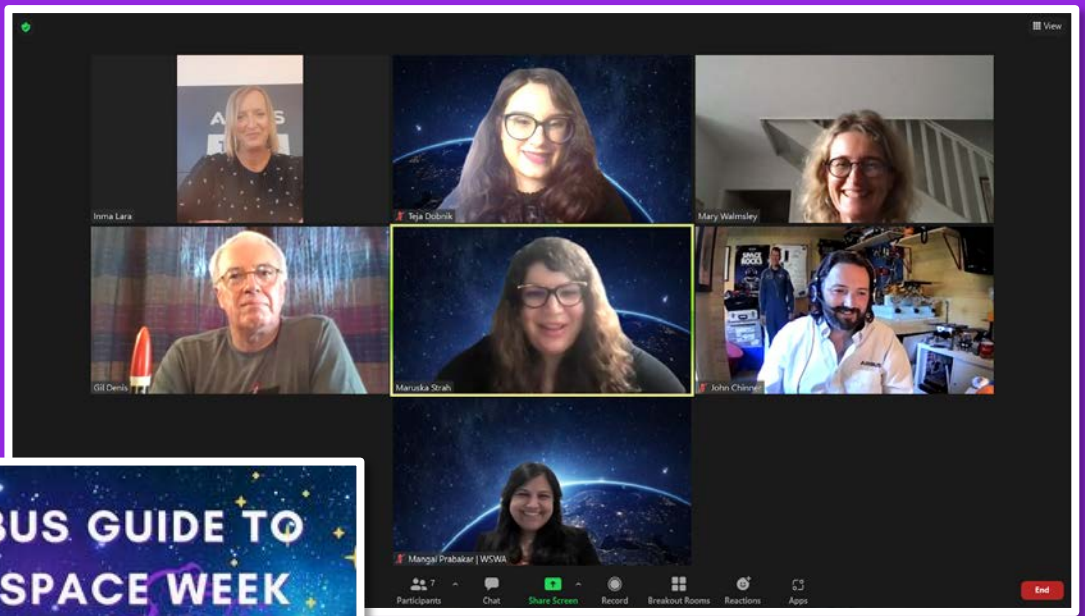 View
Inma Lara
Teja Dobnik
Mary Walmsley
SPACE
ROCKS
Gil Denis
Maruska Strah
John Chinner
Mangal Prabakar | WSWA
7
Participants
Chat
Share Screen
Record
Breakout Rooms
Reactions
Apps
End
BUS GUIDE TO
SPACE WEEK